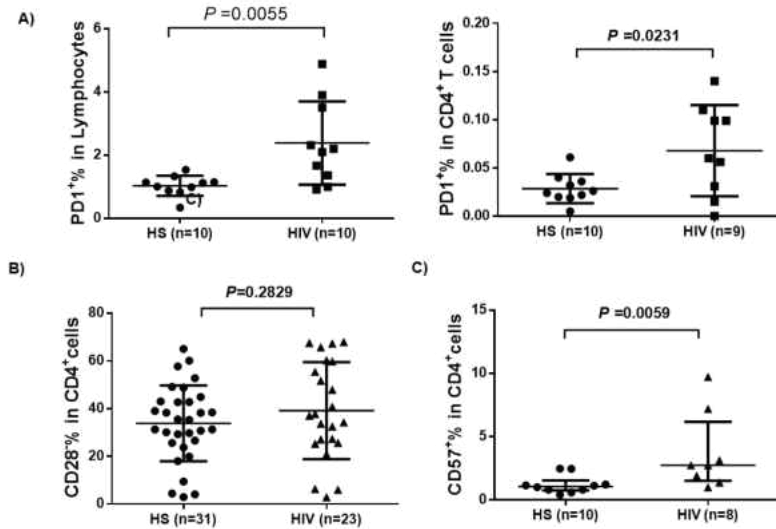 A)
P =0.0055
PD1+% in Lymphocytes
6
4
2
0
C)
HS (n=10)
HIV (n=10)
P =0.0231
PD1+% in CD4+ T cells
0.20
0.15
0.10
0.05
0.00
HS (n=10)
HIV (n=9)
B)
P=0.2829
CD28-% in CD4+cells
80
60
40
20
0
HS (n=31)
HIV (n=23)
C)
P =0.0059
CD57+% in CD4+cells
15
10
5
0
HS (n=10)
HIV (n=8)